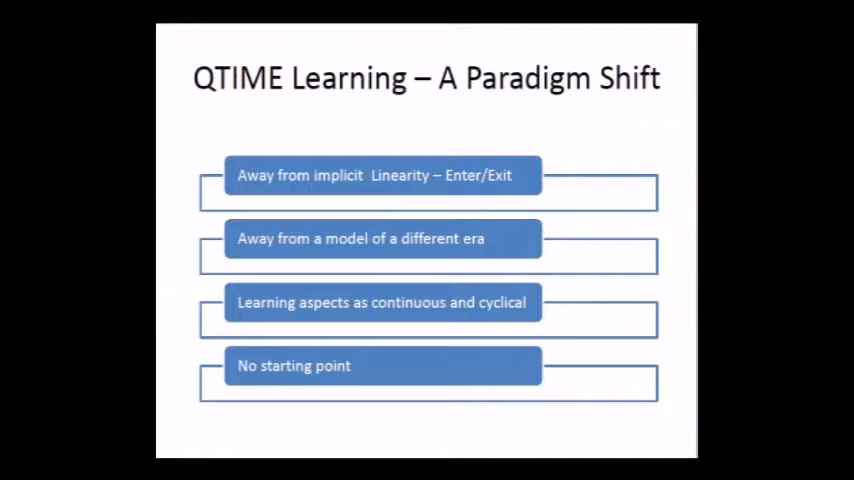 QTIME Learning – A Paradigm Shift
Away from implicit Linearity – Enter/Exit
Away from a model of a different era
Learning aspects as continuous and cyclical
No starting point